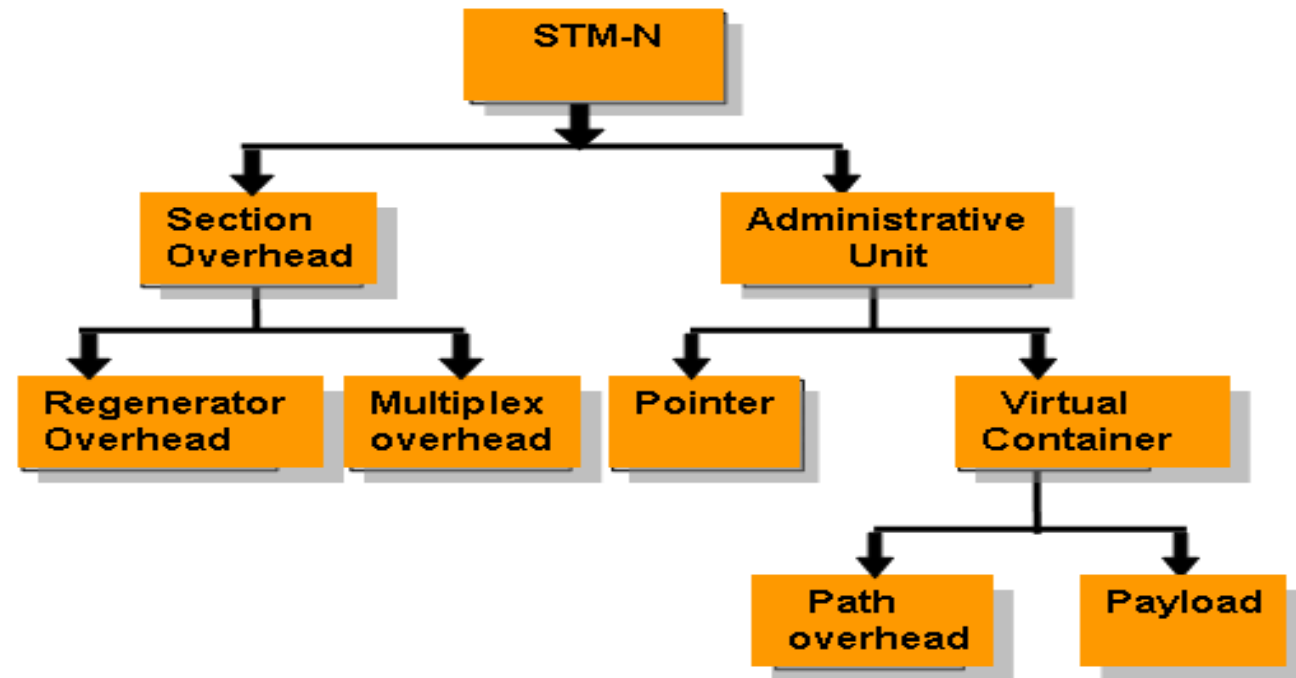 STM-N
Section
Overhead
Administrative
Unit
Regenerator
Overhead
Multiplex
overhead
Pointer
Virtual
Container
Path
overhead
Payload